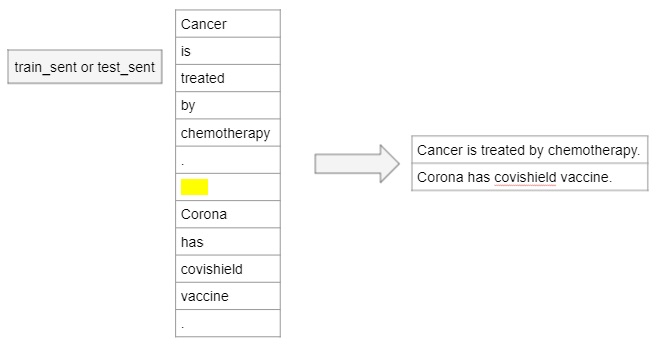 train_sent or test_sent
Cancer
is
treated
by
chemotherapy
.
Corona
has
covishield
vaccine
.
Cancer is treated by chemotherapy.
Corona has covishield vaccine.